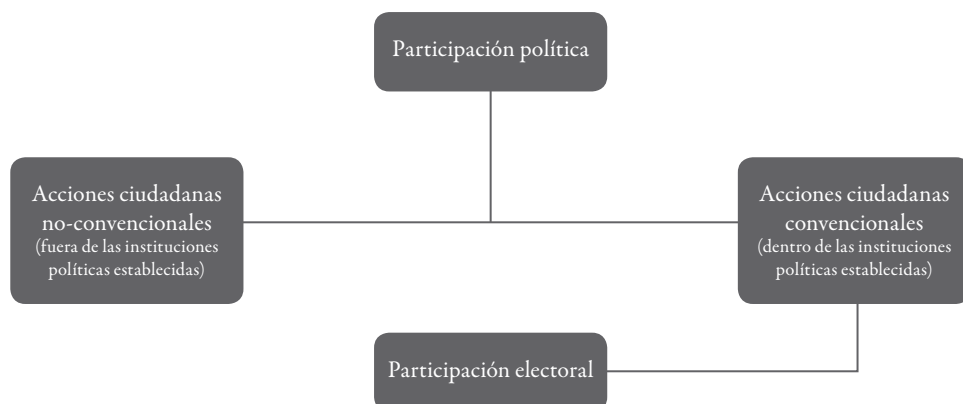 Participación política
Acciones ciudadanas
no-convencionales
(fuera de las instituciones
políticas establecidas)
Acciones ciudadanas
convencionales
(dentro de las instituciones
políticas establecidas)
Participación electoral